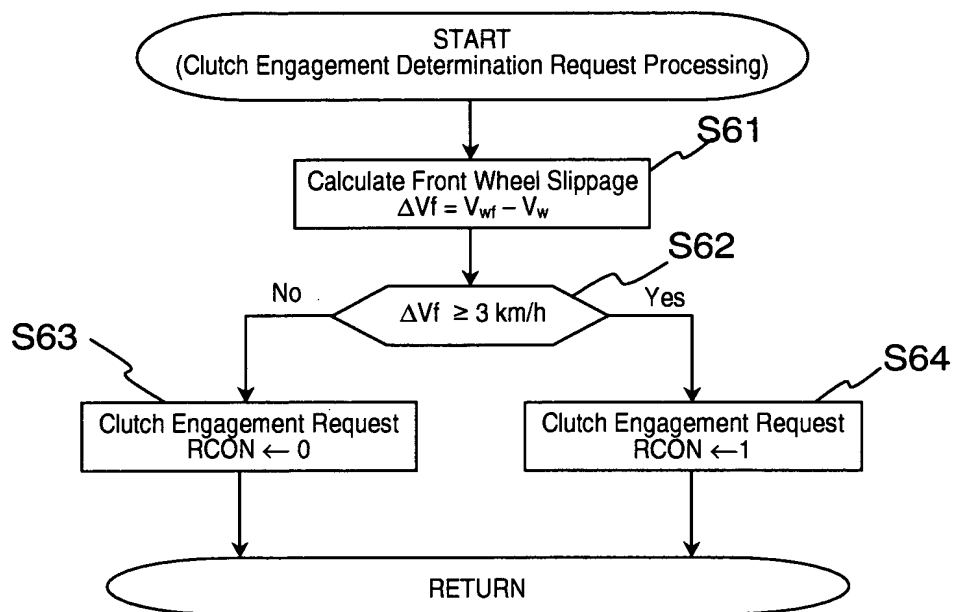 START
(Clutch Engagement Determination Request Processing)
S61
Calculate Front Wheel Slippage
ΔVf = Vwf – Vw
S62
No
ΔVf ≥ 3 km/h
Yes
S63
S64
Clutch Engagement Request
RCON ← 0
Clutch Engagement Request
RCON ←1
RETURN